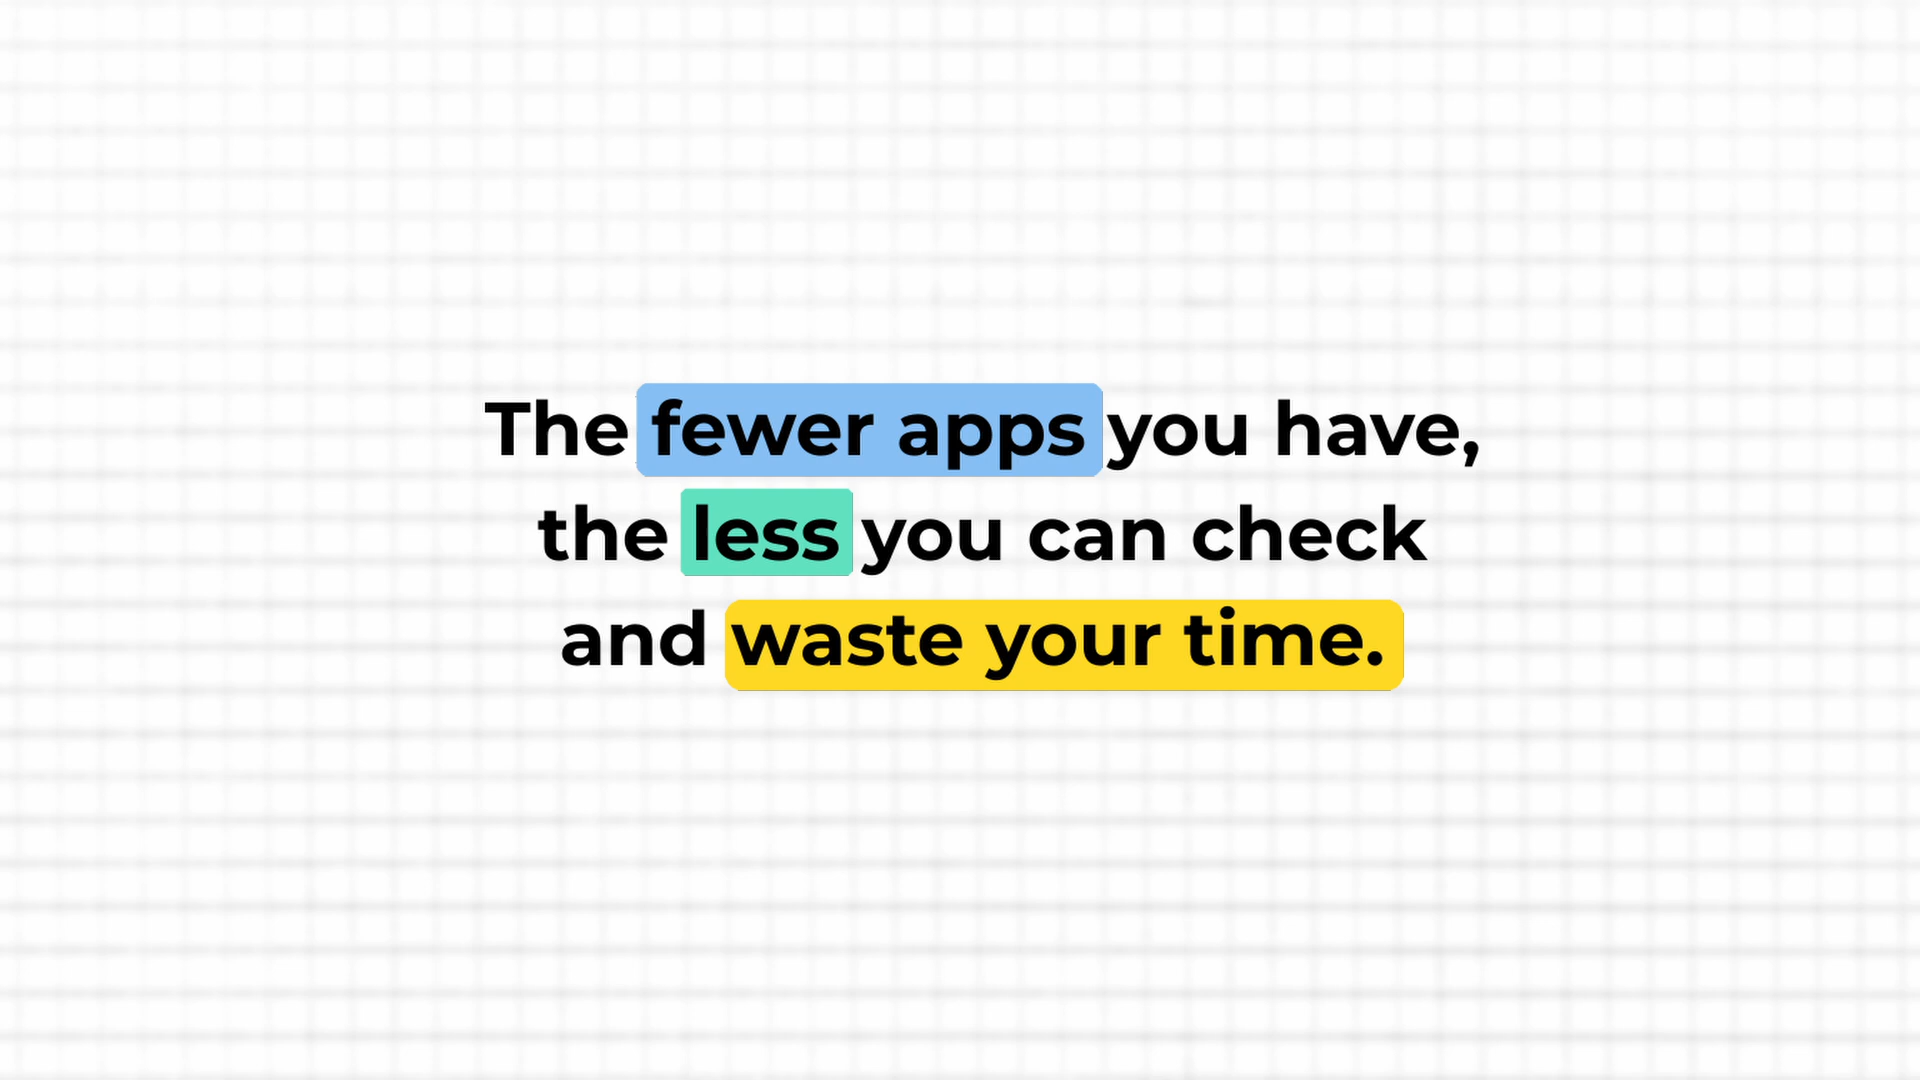 The fewer apps you have,
the less you can check
and waste your time.